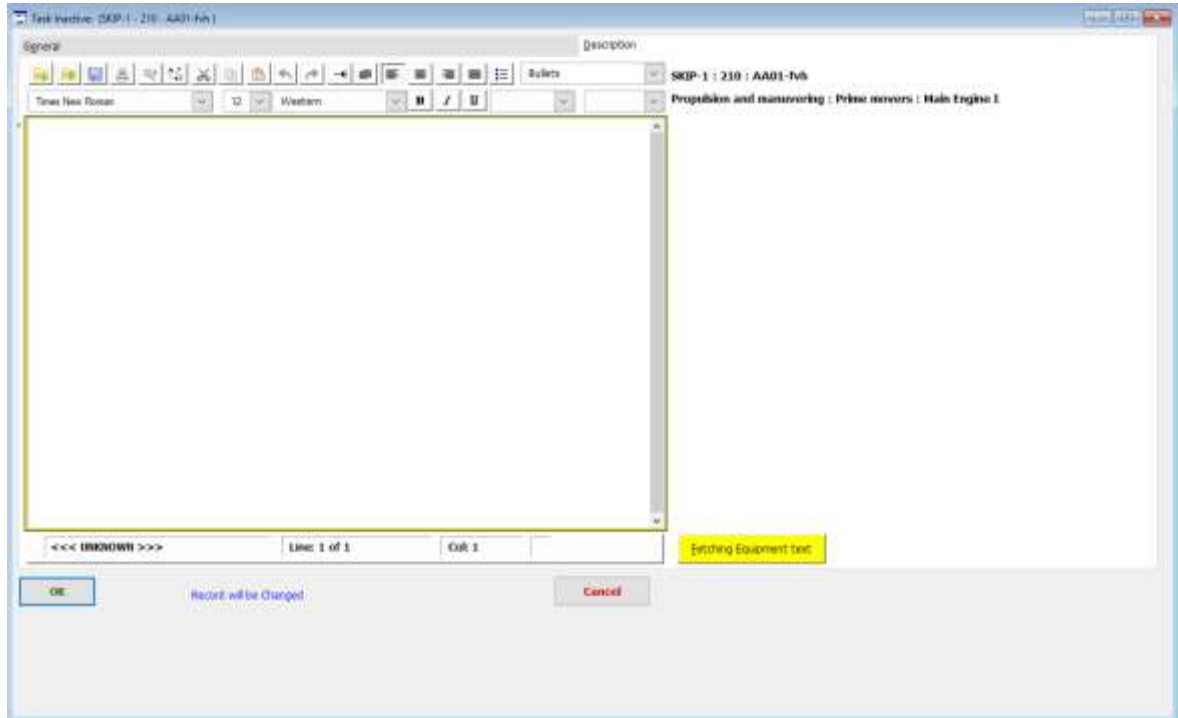 Task Inactive: (SKIP-1 - 210 - AA01-fvh )
General
Description
Bullets
SKIP-1 : 210 : AA01-fvh
Times New Roman
12
Western
B I U
Propulsion and manuvering : Prime movers : Main Engine I
<<< UNKNOWN >>>
Line: 1 of 1
Col: 1
Fetching Equipment text
OK
Record will be Changed
Cancel